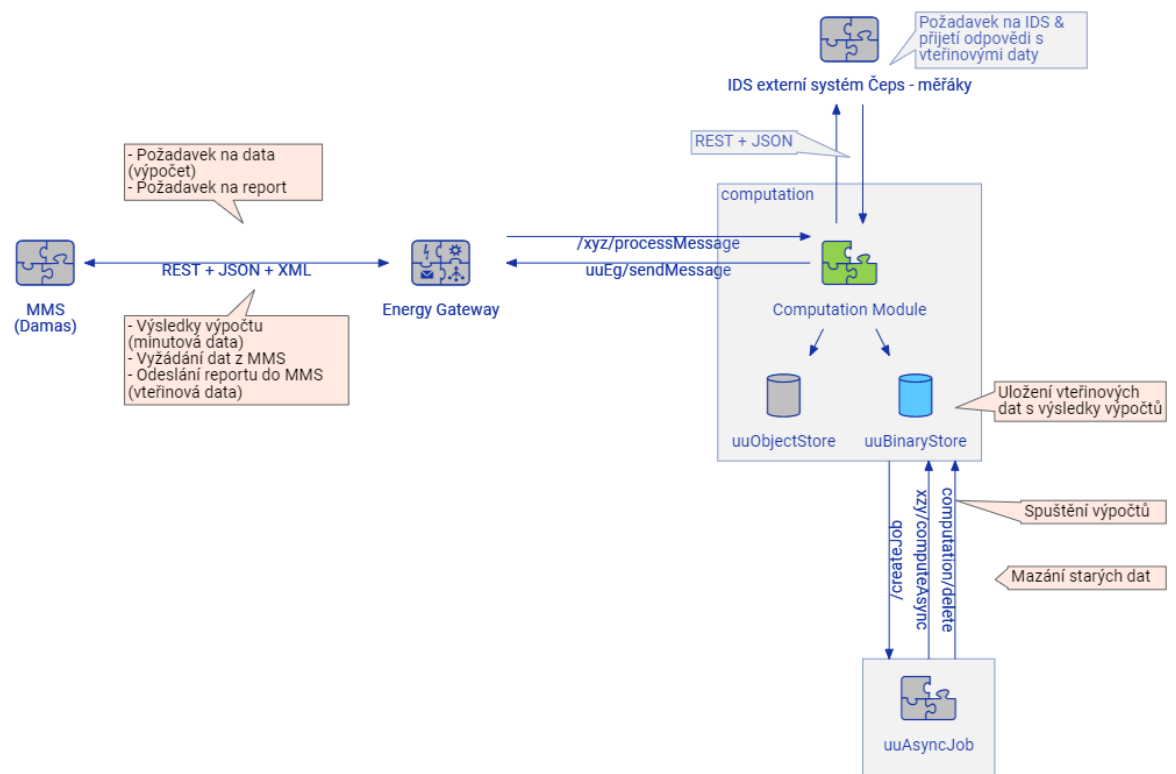 Požadavek na IDS &
přijetí odpovědi s
vteřinovými daty
IDS externí systém Čeps - měřáky
REST + JSON
- Požadavek na data
(výpočet)
- Požadavek na report
computation
/xyz/processMessage
uuEg/sendMessage
REST + JSON + XML
MMS
(Damas)
Energy Gateway
Computation Module
- Výsledky výpočtu
(minutová data)
- Vyžádání dat z MMS
- Odeslání reportu do MMS
(vteřinová data)
uuObjectStore
uuBinaryStore
Uložení vteřinových
dat s výsledky výpočtů
/createJob
xzy/computeAsync
computation/delete
Spuštění výpočtů
Mazání starých dat
uuAsyncJob